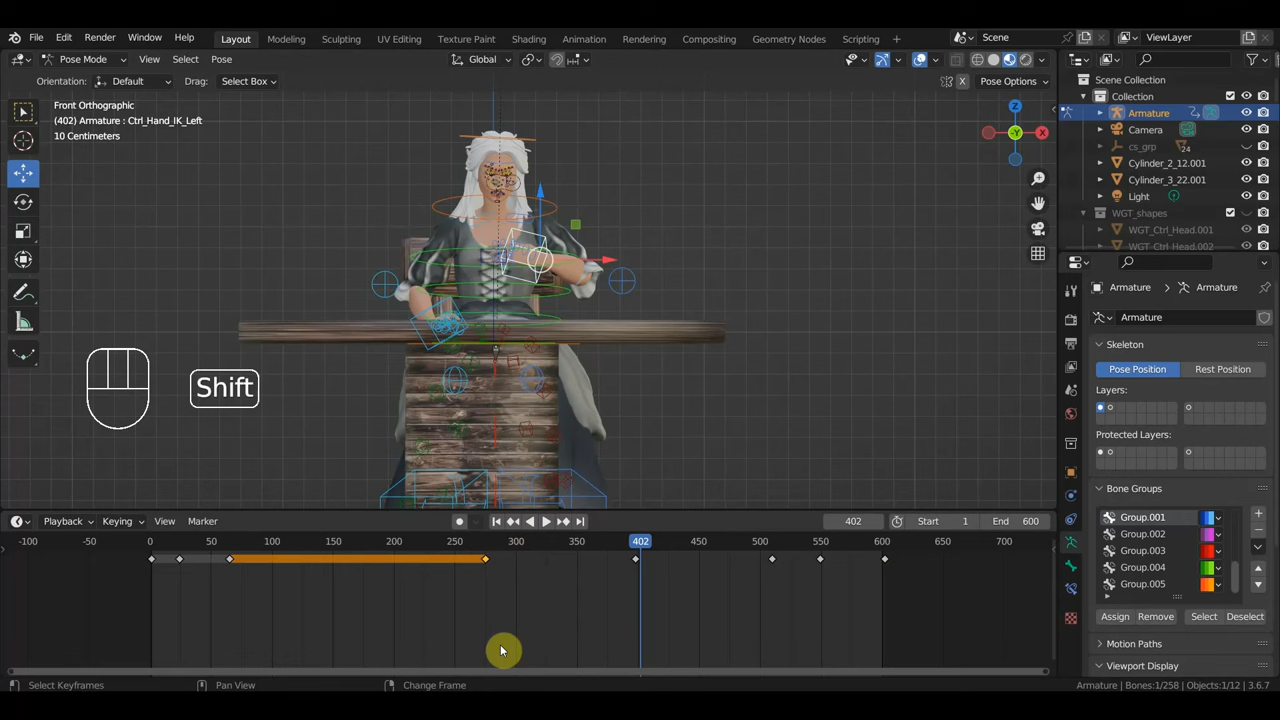 File Edit Render Window Help Layout Modeling Sculpting UV Editing Texture Paint Shading Animation Rendering Compositing Geometry Nodes Scripting + Scene ViewLayer
Pose Mode View Select Pose Global
Orientation: Default Drag: Select Box X Pose Options
Front Orthographic
(402) Armature : Ctrl_Hand_IK_Left
10 Centimeters
Z
X
-Y
Shift
Scene Collection
Collection
Armature
Camera
cs_grp 24
Cylinder_2_12.001
Cylinder_3_22.001
Light
WGT_shapes
WGT_Ctrl_Head.001
WGT_Ctrl_Head.002
Armature > Armature
Armature
Skeleton
Pose Position Rest Position
Layers:
Protected Layers:
Bone Groups
Group.001
Group.002
Group.003
Group.004
Group.005
Assign Remove Select Deselect
Motion Paths
Viewport Display
Playback Keying View Marker 402 Start 1 End 600
-100 -50 0 50 100 150 200 250 300 350 402 450 500 550 600 650 700
Select Keyframes Pan View Change Frame Armature | Bones:1/258 | Objects:1/12 | 3.6.7